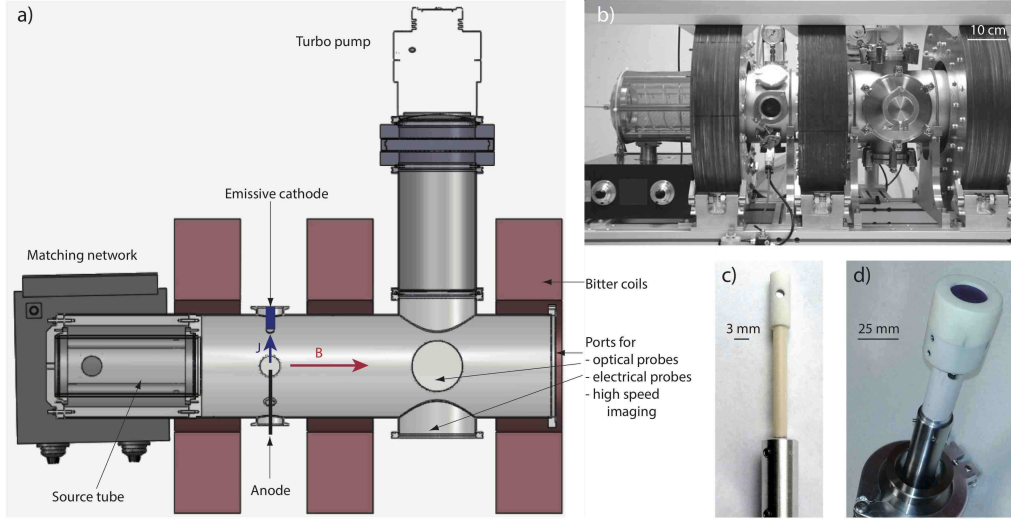 a)
Turbo pump
Emissive cathode
Matching network
J
B
Source tube
Anode
Bitter coils
Ports for
- optical probes
- electrical probes
- high speed
imaging
b)
10 cm
c)
3 mm
d)
25 mm